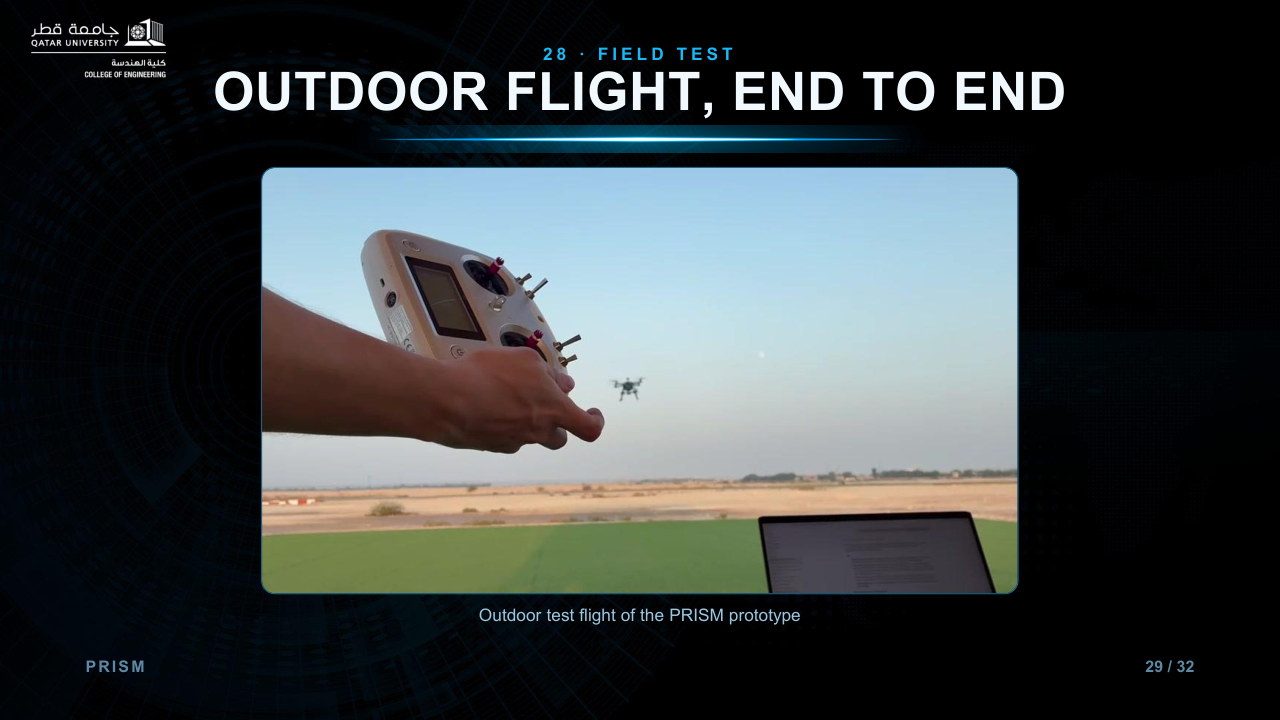 جامعة قطر
QATAR UNIVERSITY
كلية الهندسة
COLLEGE OF ENGINEERING
28 · FIELD TEST
OUTDOOR FLIGHT, END TO END
Outdoor test flight of the PRISM prototype
PRISM
29 / 32